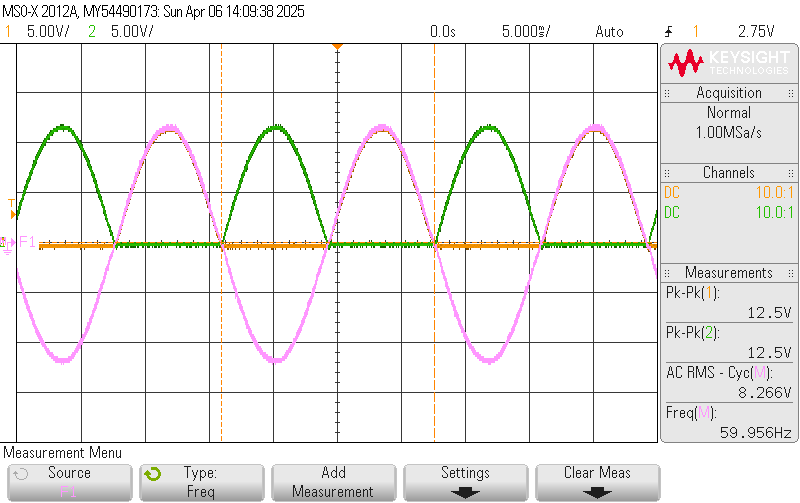 MSO-X 2012A, MY54490173: Sun Apr 06 14:09:38 2025
1 5.00V/ 2 5.00V/ 0.0s 5.000ms/ Auto 1 2.75V
KEYSIGHT
TECHNOLOGIES
Acquisition
Normal
1.00MSa/s
Channels
DC 10.0:1
DC 10.0:1
T
F1
Measurements
Pk-Pk(1):
12.5V
Pk-Pk(2):
12.5V
AC RMS - Cyc(M):
8.266V
Freq(M):
59.956Hz
Measurement Menu
Source
F1
Type:
Freq
Add
Measurement
Settings
Clear Meas